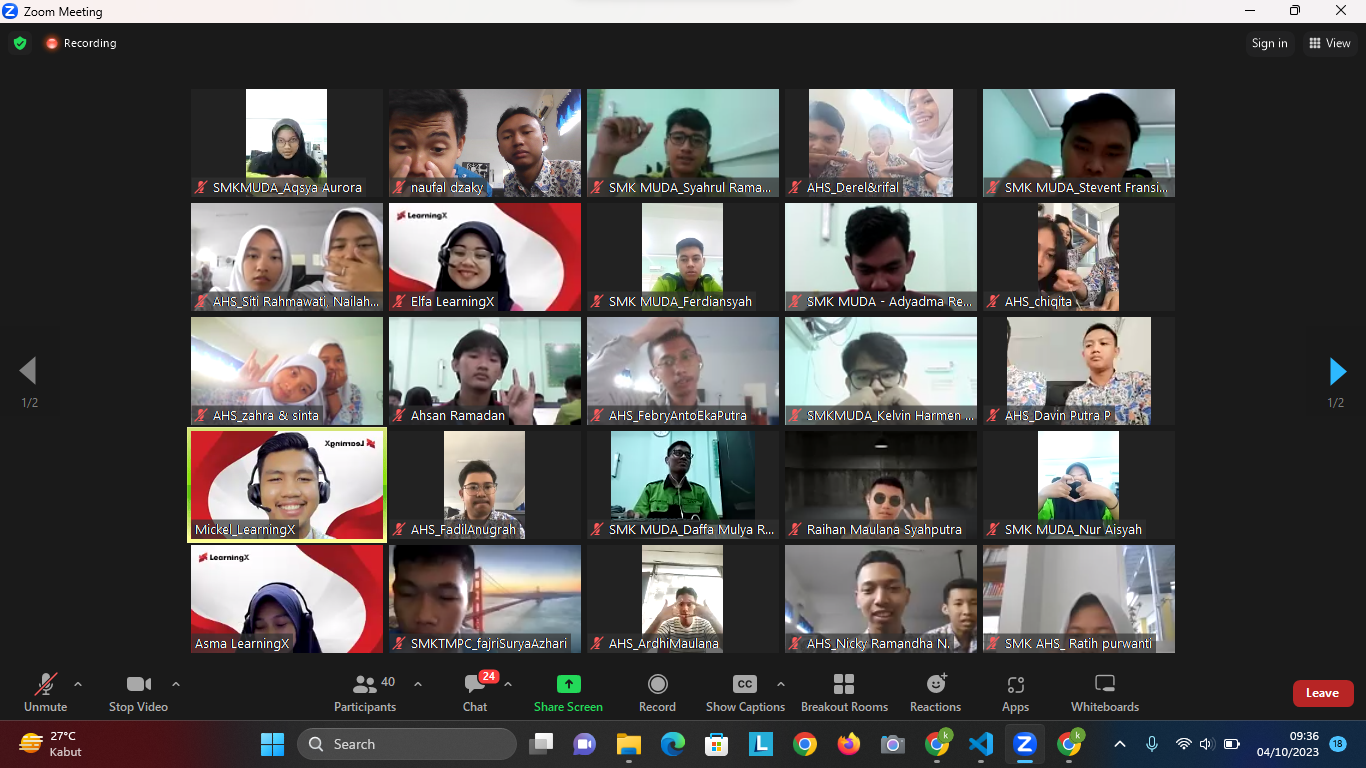 Zoom Meeting
Recording
Sign in
View
SMKMUDA_Aqsya Aurora
naufal dzaky
SMK MUDA_Syahrul Rama...
AHS_Derel&rifal
SMK MUDA_Stevent Fransi...
AHS_Siti Rahmawati, Nailah...
LearningX
Elfa LearningX
SMK MUDA_Ferdiansyah
SMK MUDA - Adyadma Re...
AHS_chiqita
AHS_zahra & sinta
Ahsan Ramadan
AHS_FebryAntoEkaPutra
SMKMUDA_Kelvin Harmen ...
AHS_Davin Putra P
1/2
1/2
LearningX
Mickel_LearningX
AHS_FadilAnugrah
SMK MUDA_Daffa Mulya R...
Raihan Maulana Syahputra
SMK MUDA_Nur Aisyah
LearningX
Asma LearningX
SMKTMPC_fajriSuryaAzhari
AHS_ArdhiMaulana
AHS_Nicky Ramandha N.
SMK AHS_ Ratih purwanti
Unmute
Stop Video
40
Participants
24
Chat
Share Screen
Record
CC
Show Captions
Breakout Rooms
Reactions
Apps
Whiteboards
Leave
27°C
Kabut
Search
L
k
k
09:36
04/10/2023
18